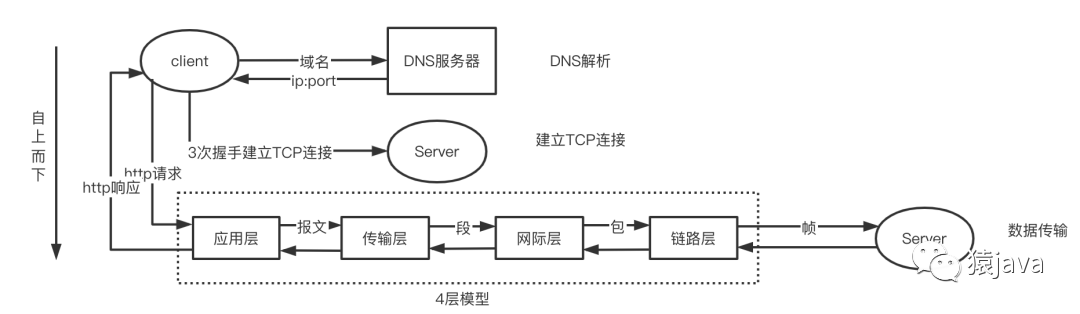 client
域名
DNS服务器
DNS解析
ip:port
自上而下
3次握手建立TCP连接
Server
建立TCP连接
http请求
http响应
应用层
报文
传输层
段
网际层
包
链路层
帧
Server
数据传输
猿java
4层模型